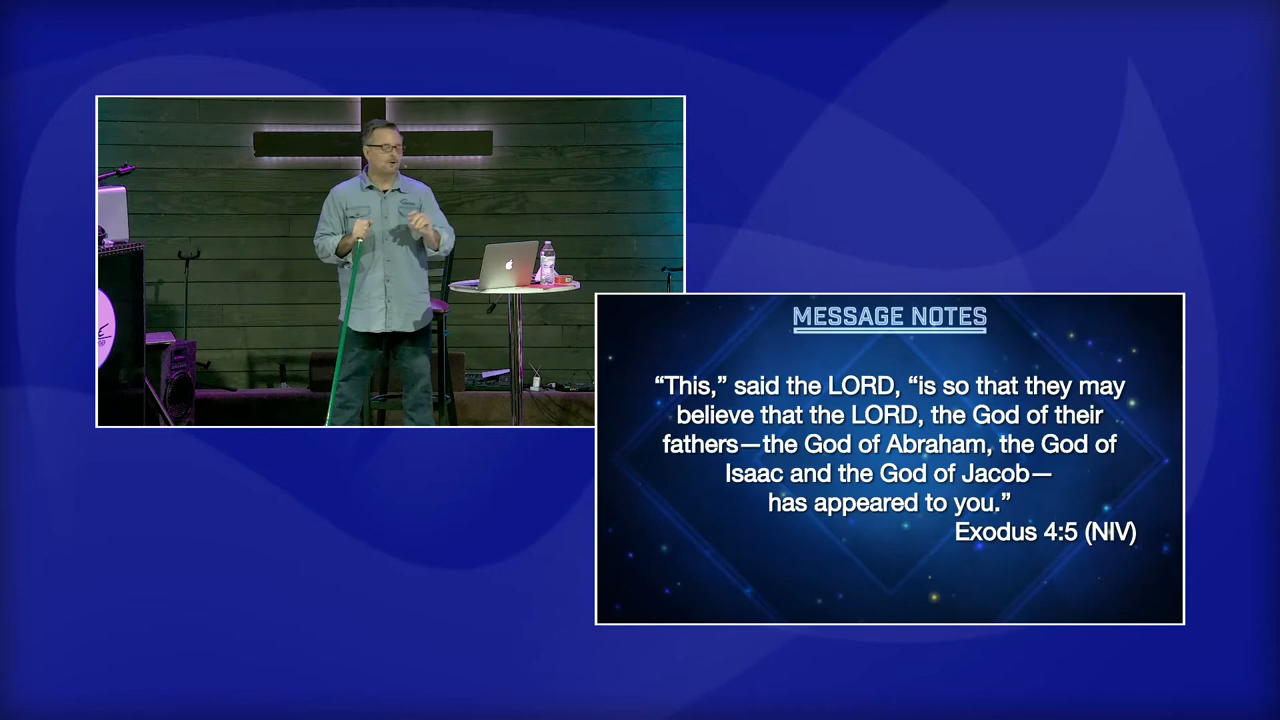 MESSAGE NOTES
“This,” said the LORD, “is so that they may
believe that the LORD, the God of their
fathers—the God of Abraham, the God of
Isaac and the God of Jacob—
has appeared to you.”
Exodus 4:5 (NIV)